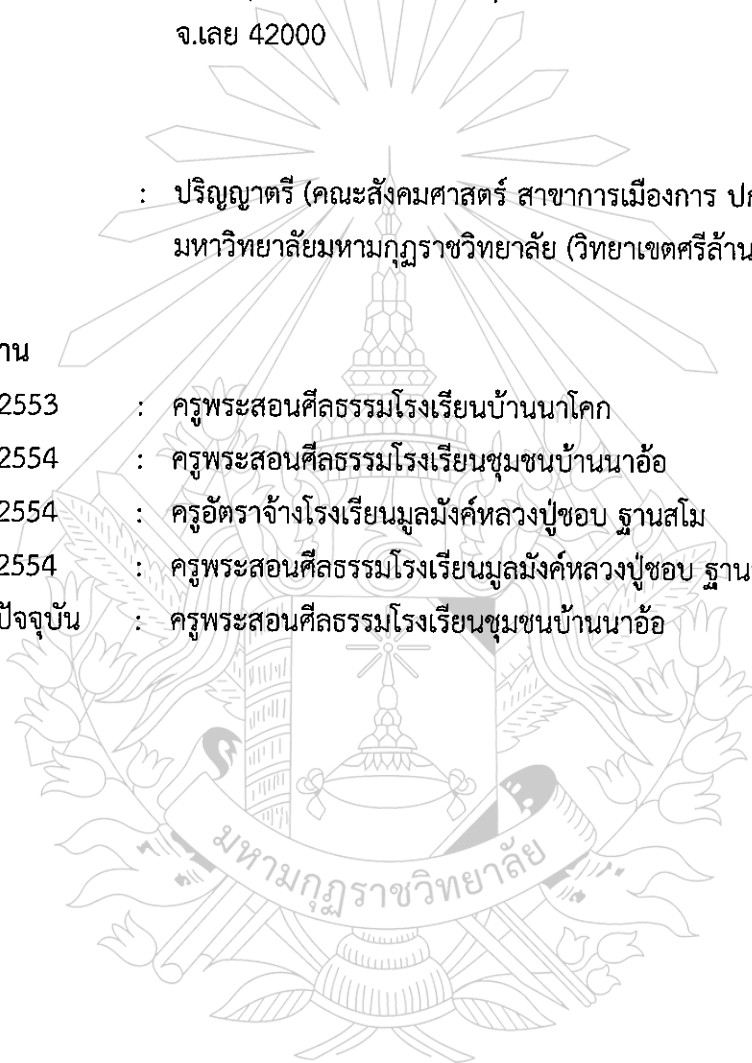 จ.เลย 42000
: ปริญญาตรี (คณะสังคมศาสตร์ สาขาการเมืองการ ปก
มหาวิทยาลัยมหามกุฏราชวิทยาลัย (วิทยาเขตศรีล้าน
าน
2553 : ครูพระสอนศีลธรรมโรงเรียนบ้านนาโคก
2554 : ครูพระสอนศีลธรรมโรงเรียนชุมชนบ้านนาอ้อ
2554 : ครูอัตราจ้างโรงเรียนมูลมังค์หลวงปู่ชอบ ฐานสโม
2554 : ครูพระสอนศีลธรรมโรงเรียนมูลมังค์หลวงปู่ชอบ ฐาน
ปัจจุบัน : ครูพระสอนศีลธรรมโรงเรียนชุมชนบ้านนาอ้อ
มหามกุฏราชวิทยาลัย